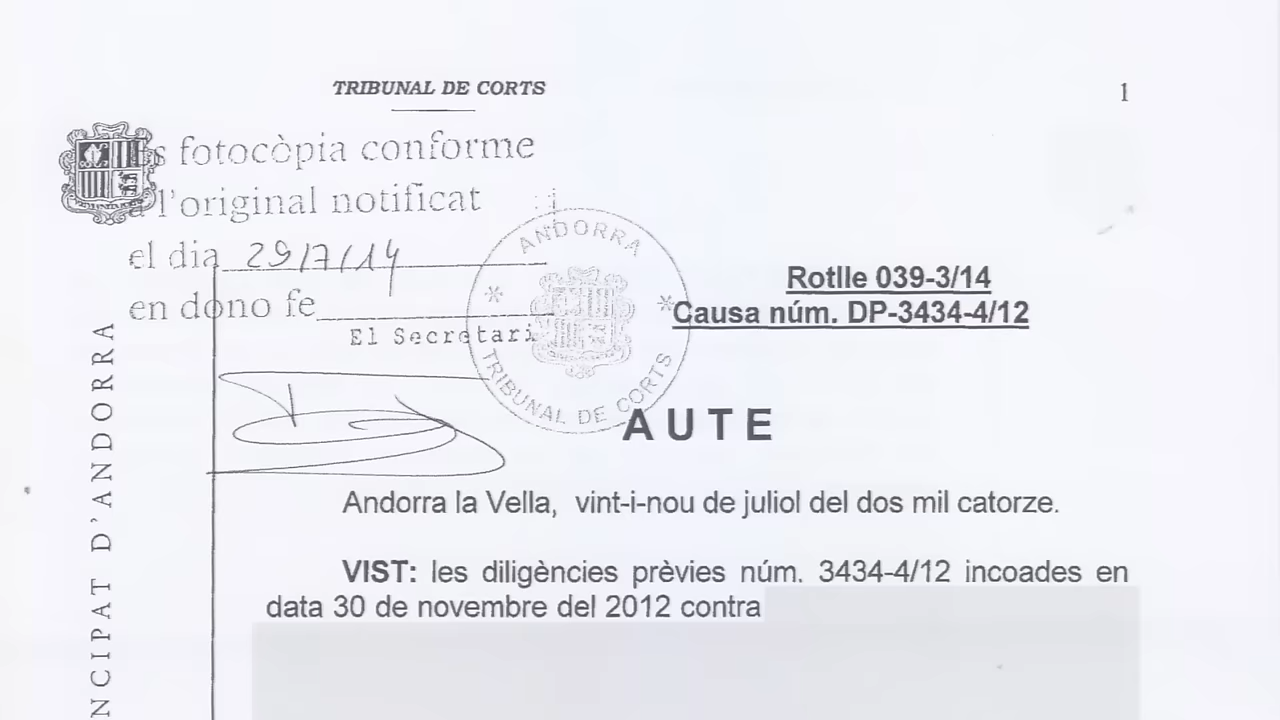 TRIBUNAL DE CORTS
1
És fotocòpia conforme
a l'original notificat
el dia 29/7/14
en dono fe
El Secretari
ANDORRA
TRIBUNAL DE CORTS
Rotlle 039-3/14
Causa núm. DP-3434-4/12
AUTE
Andorra la Vella, vint-i-nou de juliol del dos mil catorze.
VIST: les diligències prèvies núm. 3434-4/12 incoades en
data 30 de novembre del 2012 contra
NCIPAT D'ANDORRA